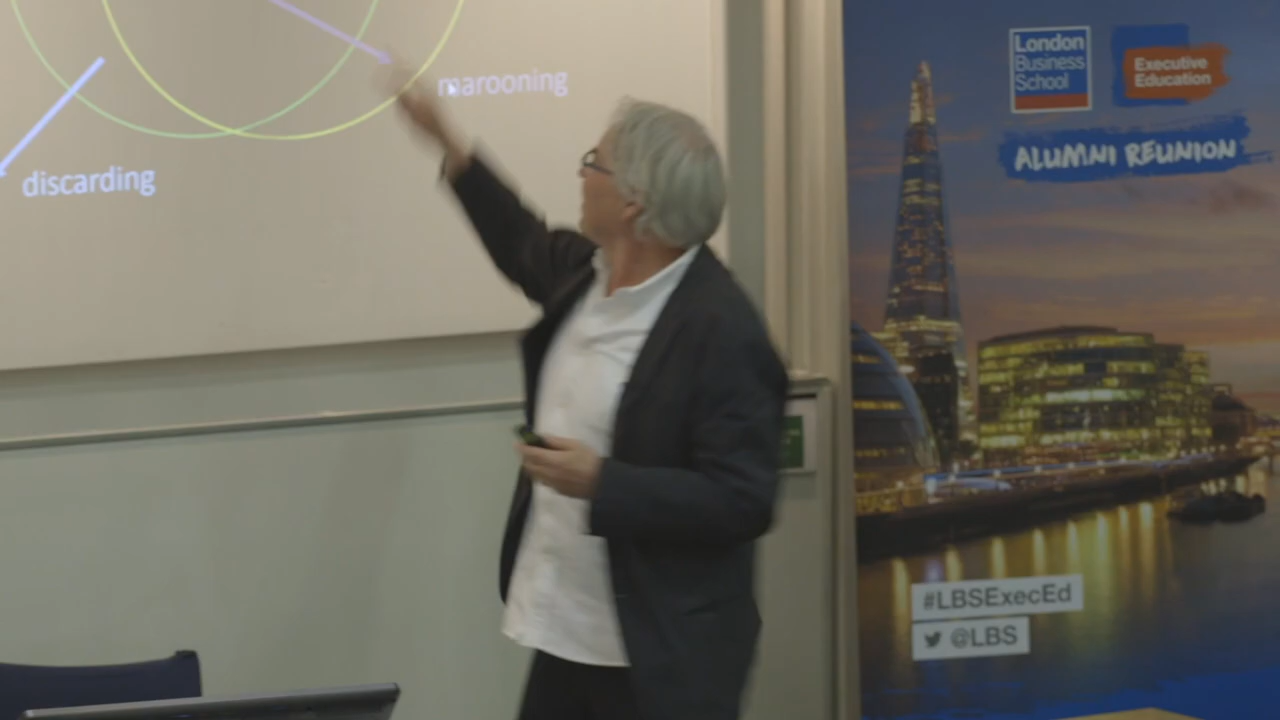 marooning
discarding
London
Business
School
Executive
Education
ALUMNI REUNION
#LBSExecEd
@LBS